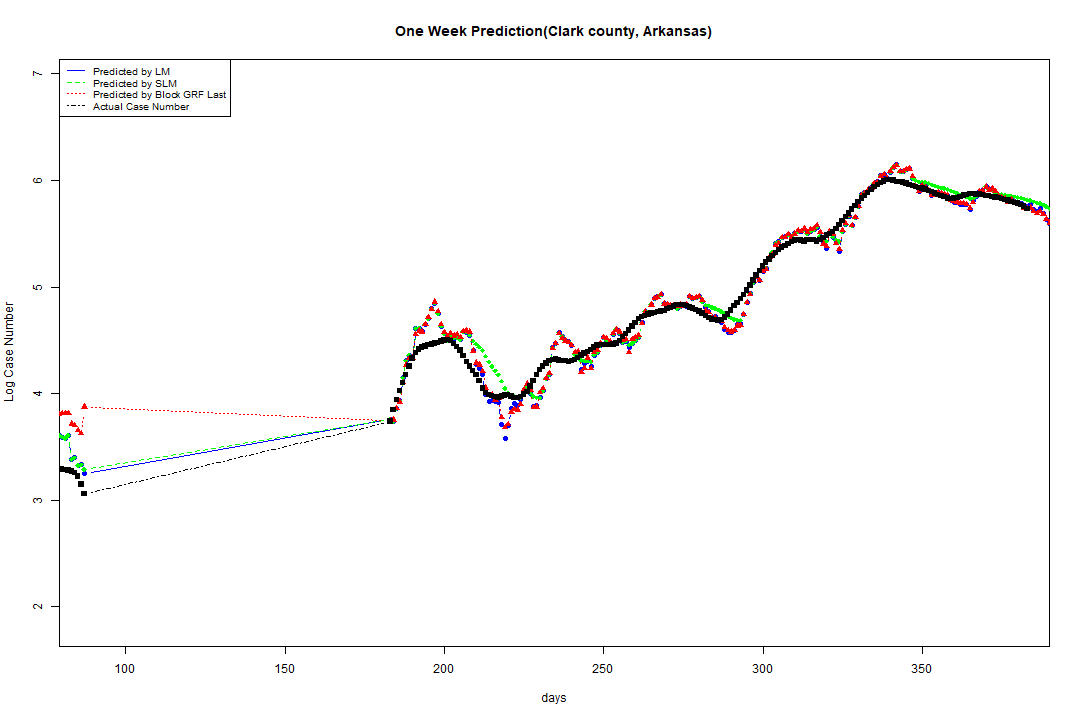 One Week Prediction(Clark county, Arkansas)
Predicted by LM
Predicted by SLM
Predicted by Block GRF Last
Actual Case Number
7
6
5
4
3
2
Log Case Number
100 150 200 250 300 350
days